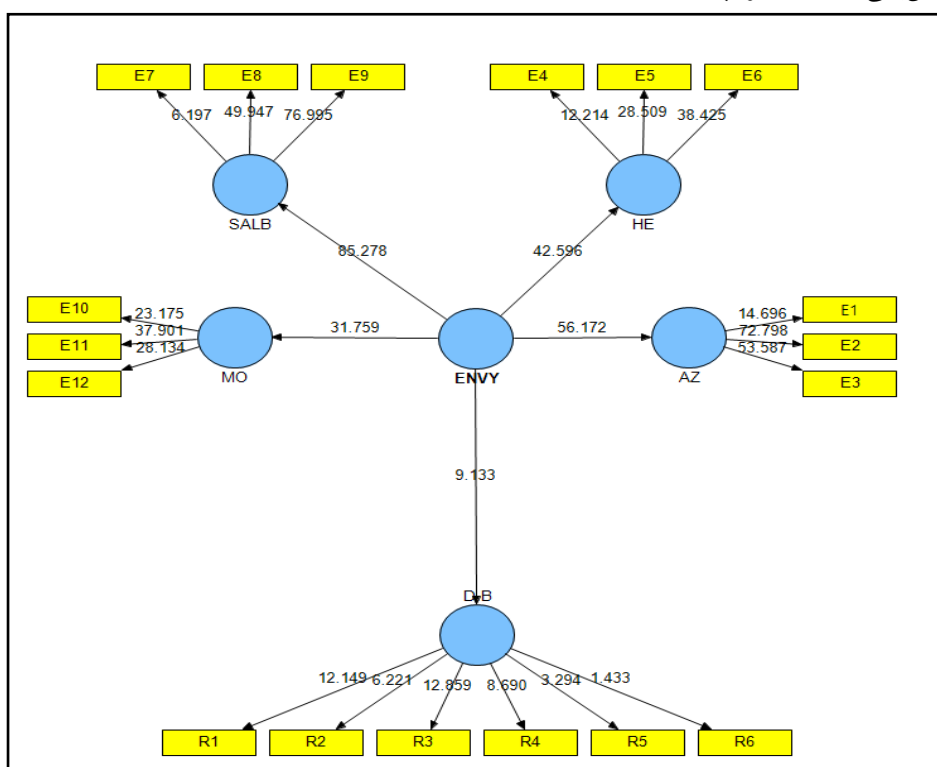 E7 E8 E9 E4 E5 E6
6.197 49.947 76.995 12.214 28.509 38.425
SALB HE
85.278 42.596
E10 23.175 31.759 56.172 14.696 E1
E11 37.901 72.798 E2
E12 28.134 53.587 E3
MO ENVY AZ
9.133
D-B
12.149 6.221 12.859 8.690 3.294 1.433
R1 R2 R3 R4 R5 R6